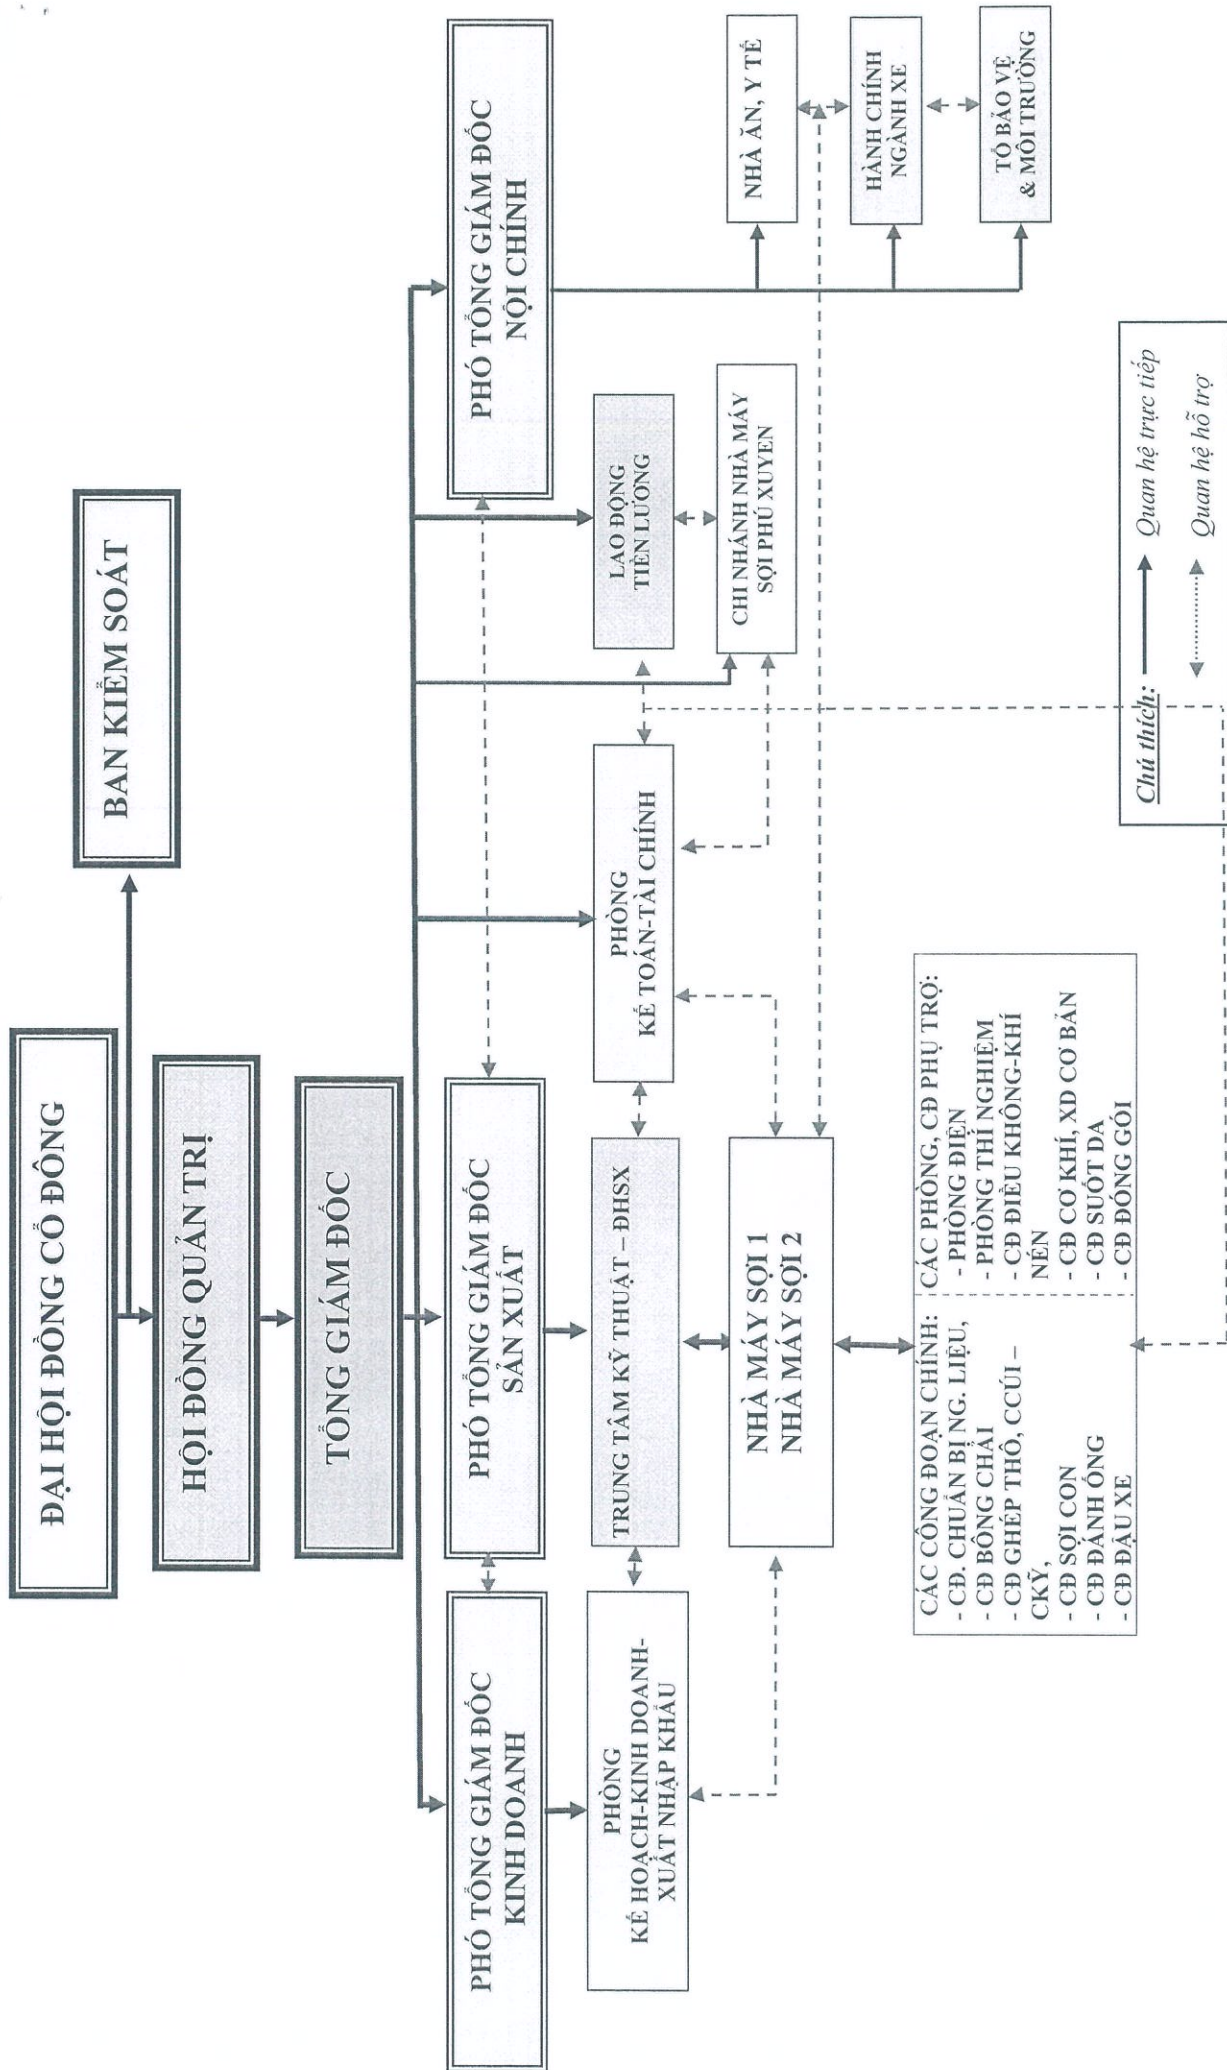 ĐẠI HỘI ĐỒNG CỔ ĐÔNG
BAN KIỂM SOÁT
HỘI ĐỒNG QUẢN TRỊ
TỔNG GIÁM ĐỐC
PHÓ TỔNG GIÁM ĐỐC
KINH DOANH
PHÓ TỔNG GIÁM ĐỐC
SẢN XUẤT
PHÓ TỔNG GIÁM ĐỐC
NỘI CHÍNH
PHÒNG
KẾ HOẠCH-KINH DOANH-
XUẤT NHẬP KHẨU
TRUNG TÂM KỸ THUẬT – ĐHSX
PHÒNG
KẾ TOÁN-TÀI CHÍNH
LAO ĐỘNG
TIỀN LƯƠNG
NHÀ MÁY SỢI 1
NHÀ MÁY SỢI 2
CHI NHÁNH NHÀ MÁY
SỢI PHÚ XUYÊN
NHÀ ĂN, Y TẾ
HÀNH CHÍNH
NGÀNH XE
TỔ BẢO VỆ
& MÔI TRƯỜNG
CÁC CÔNG ĐOẠN CHÍNH:
- CĐ. CHUẨN BỊ NG. LIỆU,
- CĐ BÔNG CHẢI
- CĐ GHÉP THÔ, CCÚI –
CKỸ,
- CĐ SỢI CON
- CĐ ĐÁNH ỐNG
- CĐ ĐẬU XE
CÁC PHÒNG, CĐ PHỤ TRỢ:
- PHÒNG ĐIỆN
- PHÒNG THÍ NGHIỆM
- CĐ ĐIỀU KHÔNG-KHÍ
NÉN
- CĐ CƠ KHÍ, XD CƠ BẢN
- CĐ SUỐT DA
- CĐ ĐÓNG GÓI
Chú thích: Quan hệ trực tiếp
Quan hệ hỗ trợ